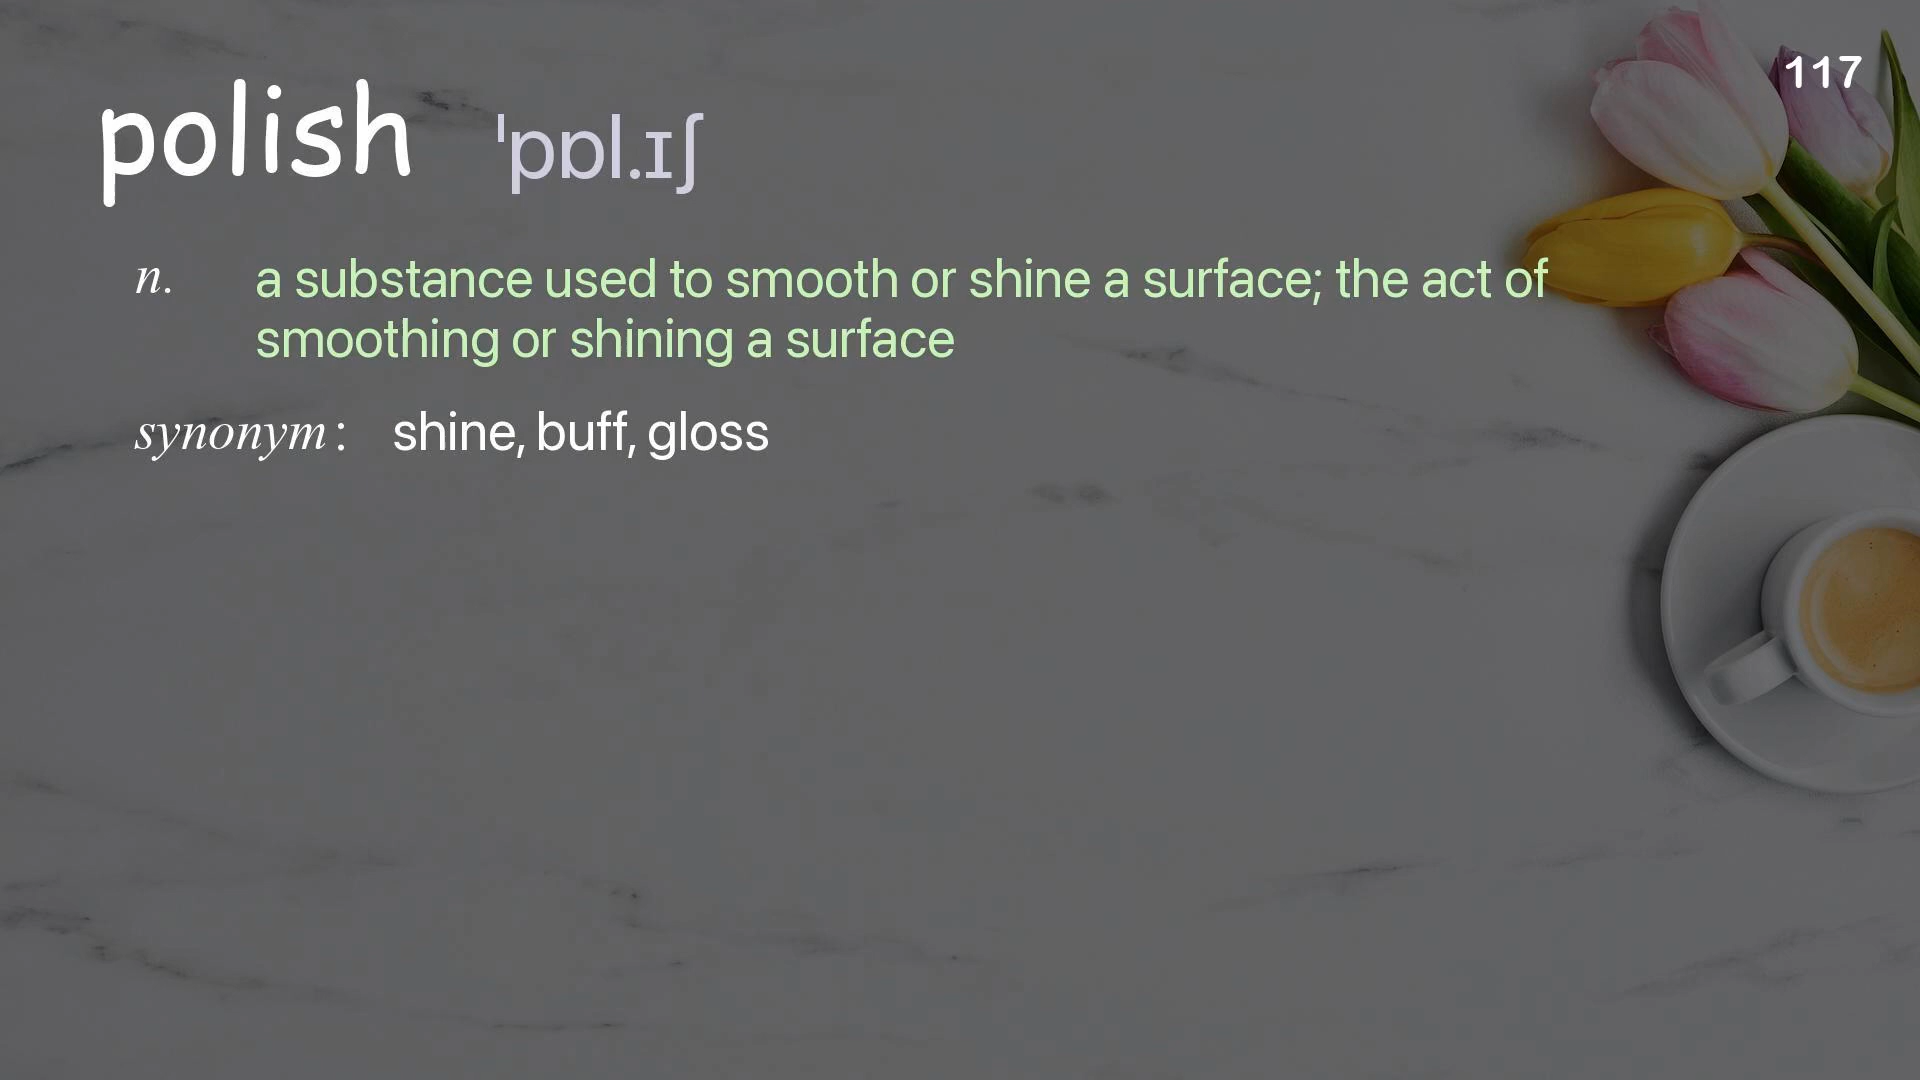 117
polish ˈpɒl.ɪʃ
n. a substance used to smooth or shine a surface; the act of
smoothing or shining a surface
synonym: shine, buff, gloss